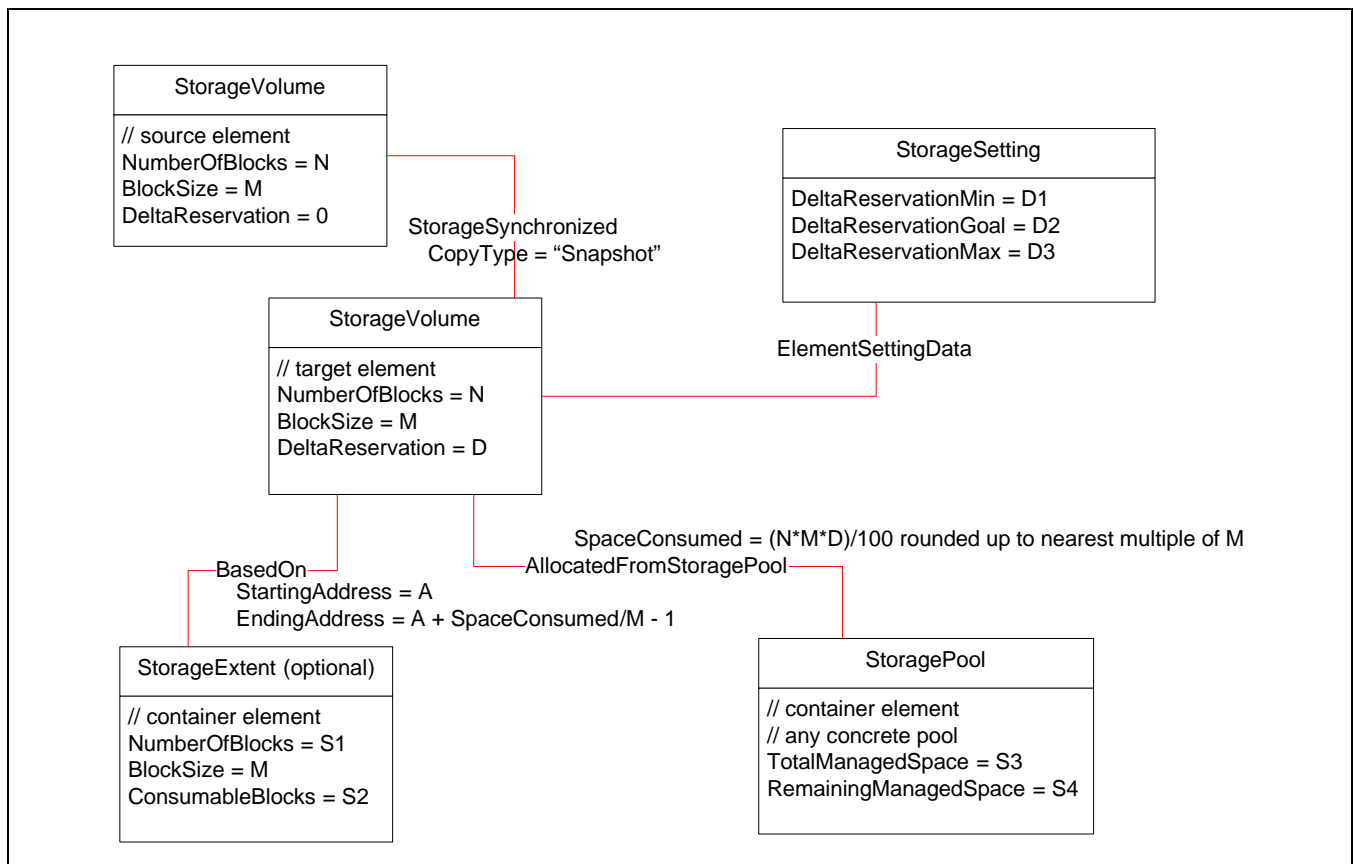 StorageVolume
// source element
NumberOfBlocks = N
BlockSize = M
DeltaReservation = 0
StorageSynchronized
CopyType = “Snapshot”
StorageSetting
DeltaReservationMin = D1
DeltaReservationGoal = D2
DeltaReservationMax = D3
StorageVolume
// target element
NumberOfBlocks = N
BlockSize = M
DeltaReservation = D
ElementSettingData
SpaceConsumed = (N*M*D)/100 rounded up to nearest multiple of M
AllocatedFromStoragePool
BasedOn
StartingAddress = A
EndingAddress = A + SpaceConsumed/M - 1
StorageExtent (optional)
// container element
NumberOfBlocks = S1
BlockSize = M
ConsumableBlocks = S2
StoragePool
// container element
// any concrete pool
TotalManagedSpace = S3
RemainingManagedSpace = S4